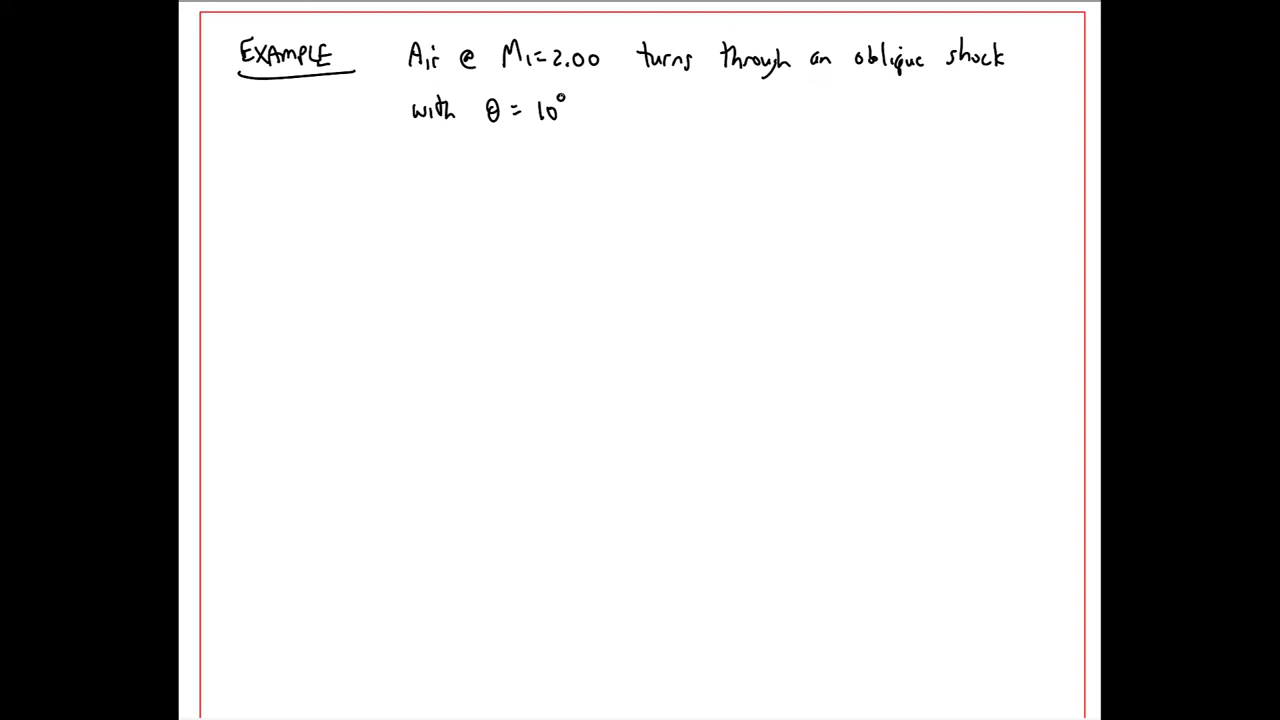 EXAMPLE Air @ M₁=2.00 turns through an oblique shock
with θ = 10°